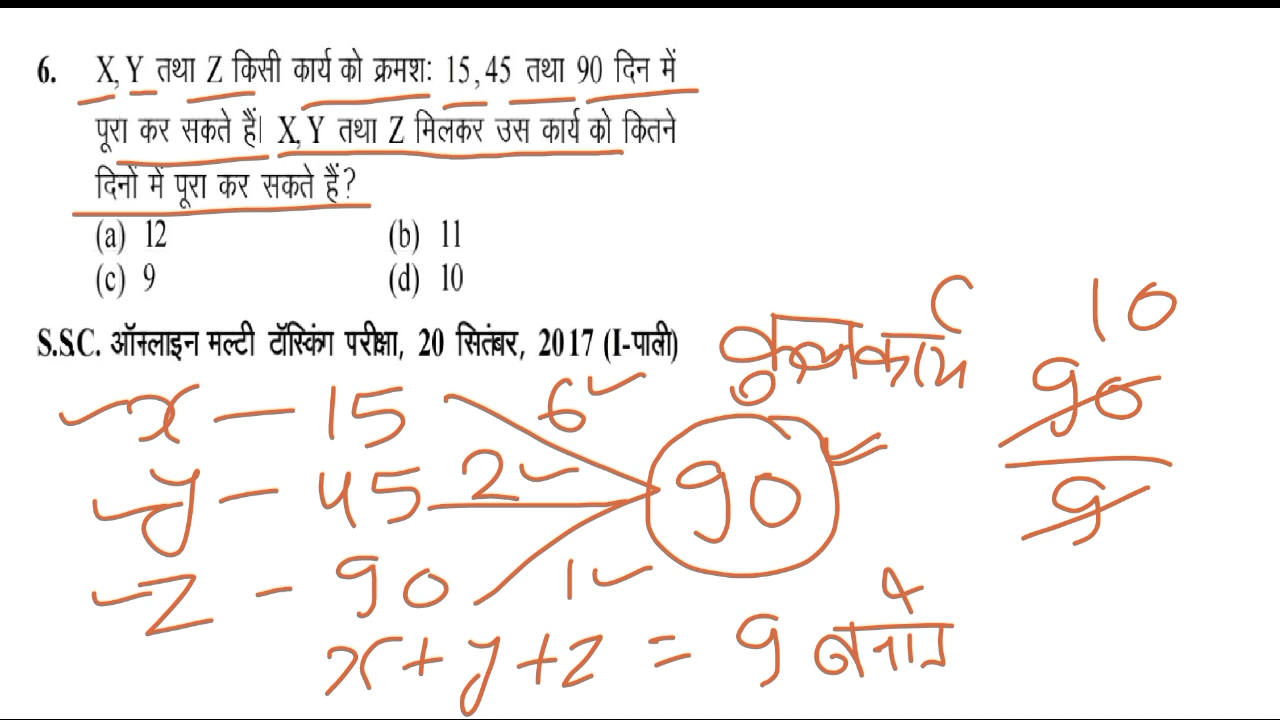 6. X, Y तथा Z किसी कार्य को क्रमशः 15, 45 तथा 90 दिन में
पूरा कर सकते हैं। X, Y तथा Z मिलकर उस कार्य को कितने
दिनों में पूरा कर सकते हैं?
(a) 12 (b) 11
(c) 9 (d) 10
S.S.C. ऑनलाइन मल्टी टॉस्किंग परीक्षा, 20 सितंबर, 2017 (I-पाली)
कुल कार्य
10
x — 15 6
90
9
y — 45 2 90
z - 90 1
x + y + z = 9